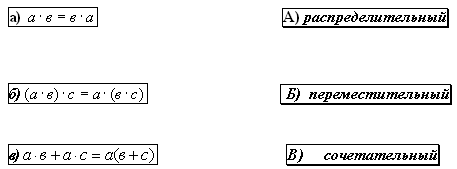 а) а · в = в · а А) распределительный
б) (а · в) · с = а · (в · с) Б) переместительный
в) а · в + а · с = а(в + с) В) сочетательный